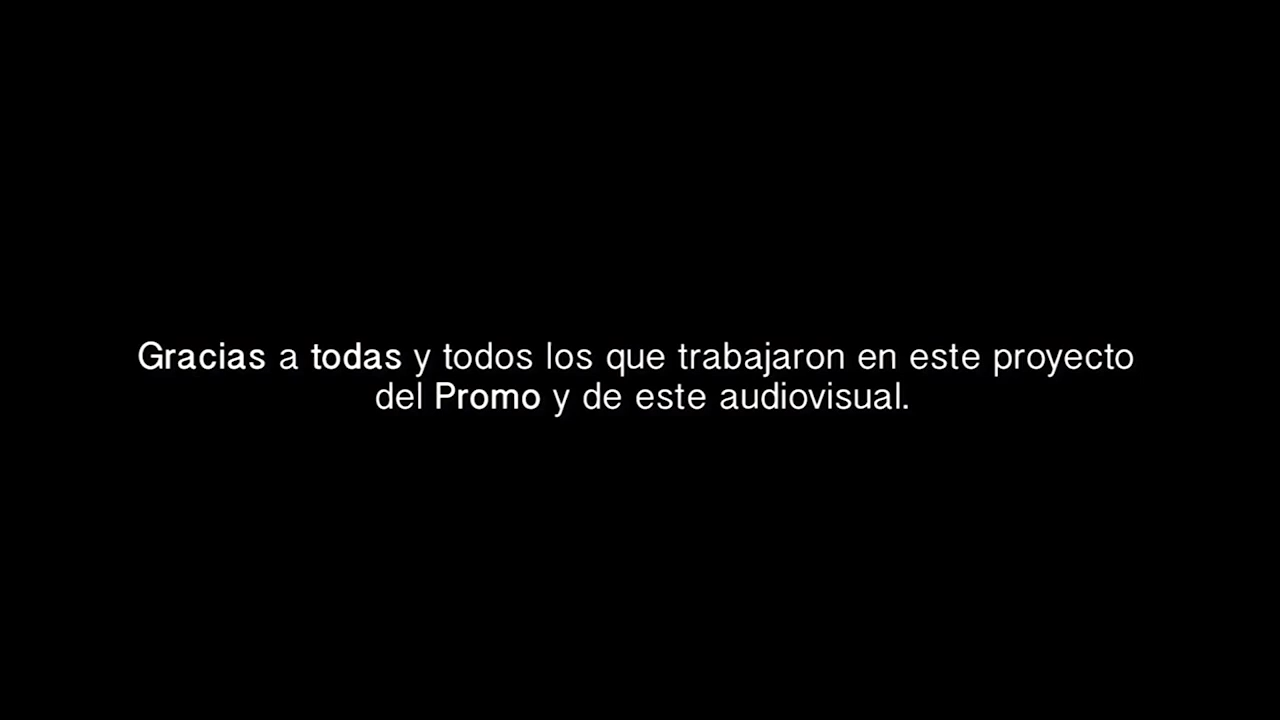 Gracias a todas y todos los que trabajaron en este proyecto
del Promo y de este audiovisual.